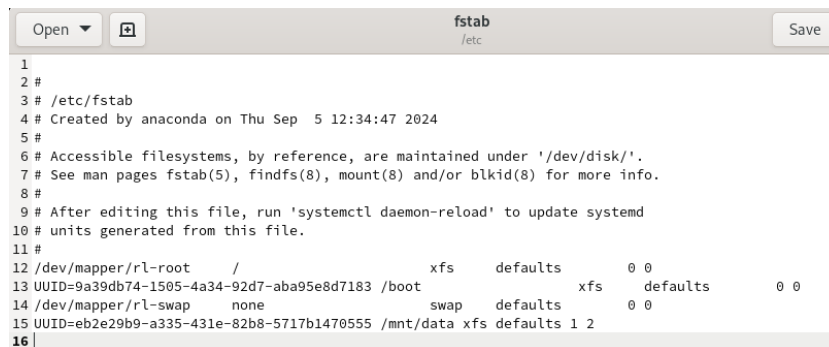 Open
fstab
/etc
Save
1
2 #
3 # /etc/fstab
4 # Created by anaconda on Thu Sep  5 12:34:47 2024
5 #
6 # Accessible filesystems, by reference, are maintained under '/dev/disk/'.
7 # See man pages fstab(5), findfs(8), mount(8) and/or blkid(8) for more info.
8 #
9 # After editing this file, run 'systemctl daemon-reload' to update systemd
10 # units generated from this file.
11 #
12 /dev/mapper/rl-root     /                       xfs     defaults        0 0
13 UUID=9a39db74-1505-4a34-92d7-aba95e8d7183 /boot                   xfs     defaults        0 0
14 /dev/mapper/rl-swap     none                    swap    defaults        0 0
15 UUID=eb2e29b9-a335-431e-82b8-5717b1470555 /mnt/data xfs defaults 1 2
16